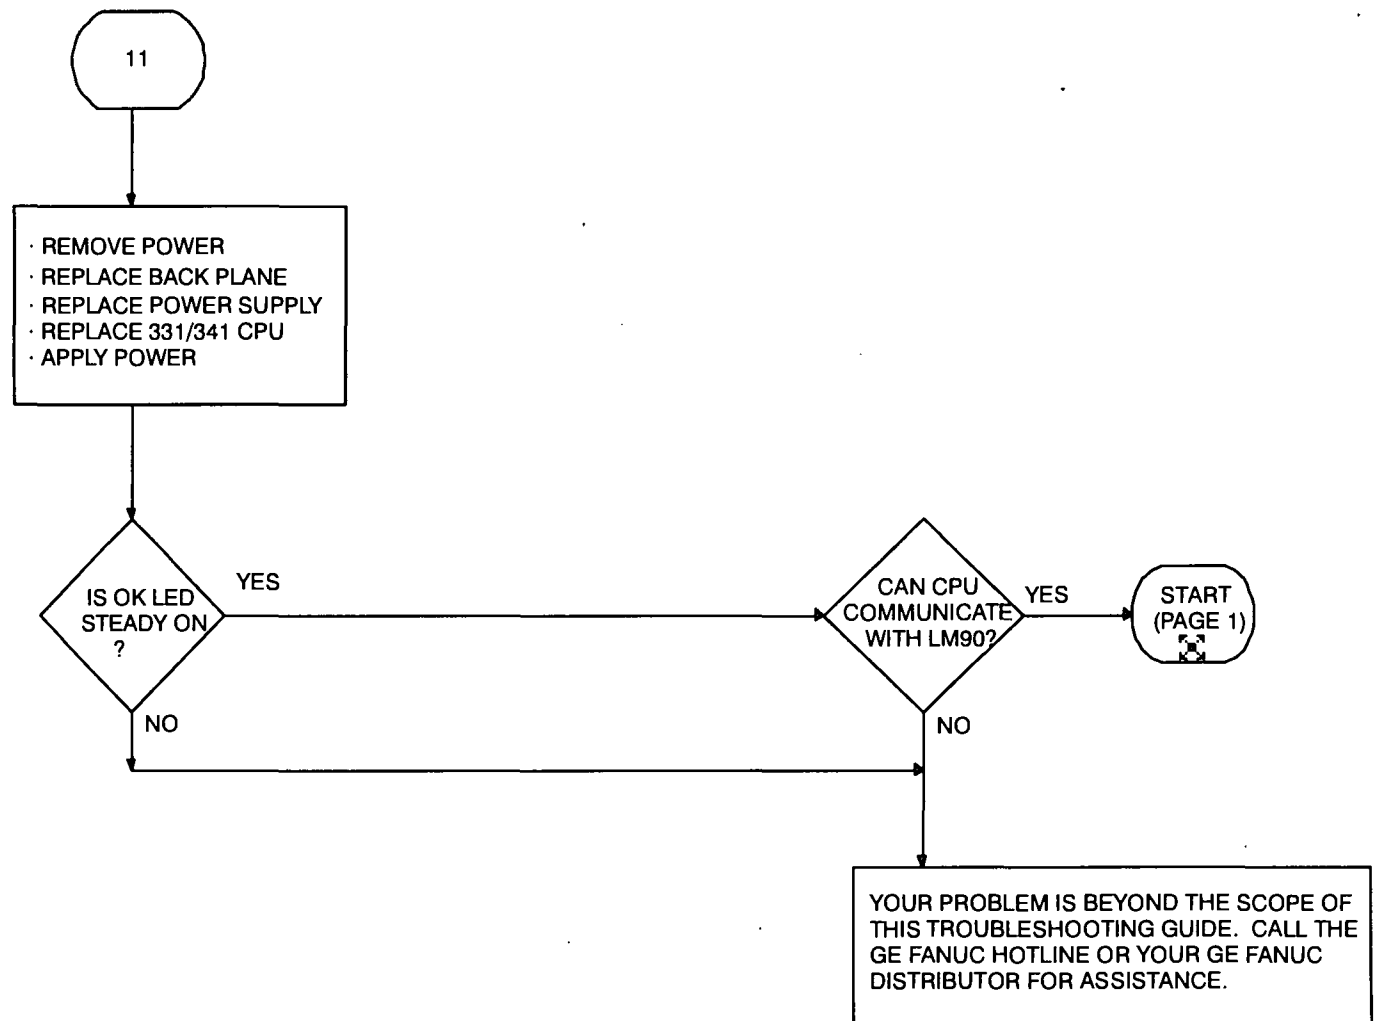 11
· REMOVE POWER
· REPLACE BACK PLANE
· REPLACE POWER SUPPLY
· REPLACE 331/341 CPU
· APPLY POWER
IS OK LED
STEADY ON
?
YES
NO
CAN CPU
COMMUNICATE
WITH LM90?
YES
NO
START
(PAGE 1)
YOUR PROBLEM IS BEYOND THE SCOPE OF
THIS TROUBLESHOOTING GUIDE. CALL THE
GE FANUC HOTLINE OR YOUR GE FANUC
DISTRIBUTOR FOR ASSISTANCE.